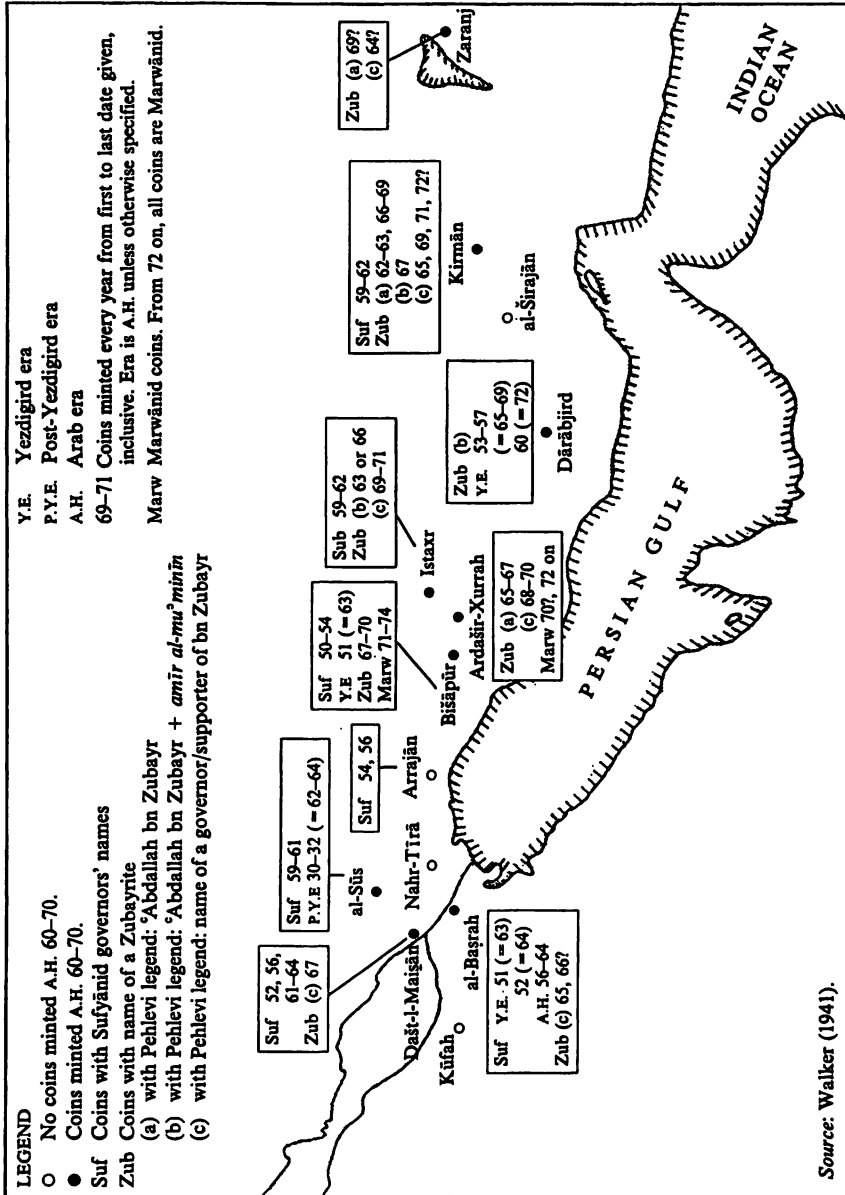 LEGEND
○ No coins minted A.H. 60–70.
● Coins minted A.H. 60–70.
Suf Coins with Sufyānid governors' names
Zub Coins with name of a Zubayrite
(a) with Pehlevi legend: ᶜAbdallah bn Zubayr
(b) with Pehlevi legend: ᶜAbdallah bn Zubayr + amīr al-muᵓminīn
(c) with Pehlevi legend: name of a governor/supporter of bn Zubayr
Y.E. Yezdigird era
P.Y.E. Post-Yezdigird era
A.H. Arab era
69–71 Coins minted every year from first to last date given,
inclusive. Era is A.H. unless otherwise specified.
Marw Marwānid coins. From 72 on, all coins are Marwānid.
Suf 52, 56,
61–64
Zub (c) 67
Dašt-l-Maišān
Kūfah
Suf Y.E. 51 (=63)
52 (=64)
A.H. 56–64
Zub (c) 65, 66?
al-Baṣrah
Suf 59–61
P.Y.E 30–32 (=62–64)
al-Sūs
Nahr-Tīrā
Suf 54, 56
Arrajān
Suf 50–54
Y.E 51 (=63)
Zub 67–70
Marw 71–74
Bišāpūr
Sub 59–62
Zub (b) 63 or 66
(c) 69–71
Istaxr
Ardašir-Xurrah
Zub (a) 65–67
(c) 68–70
Marw 70?, 72 on
Zub (b)
Y.E. 53–57
(=65–69)
60 (=72)
Dārābjird
Suf 59–62
Zub (a) 62–63, 66–69
(b) 67
(c) 65, 69, 71, 72?
Kirmān
al-Širajān
Zub (a) 69?
(c) 64?
Zaranj
PERSIAN GULF
INDIAN
OCEAN
Source: Walker (1941).